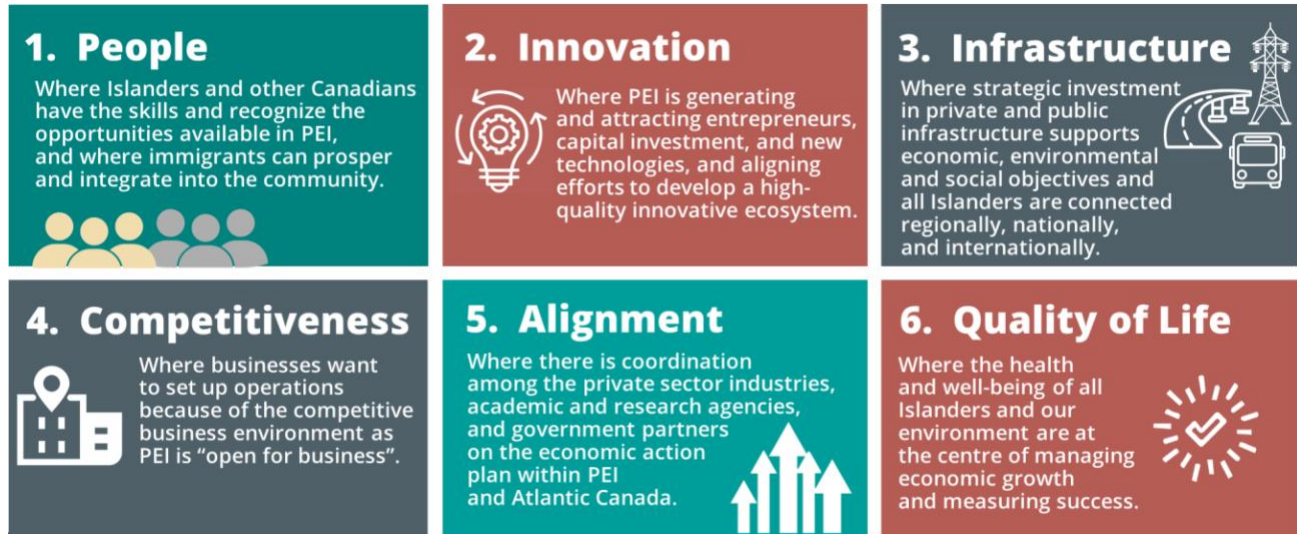 1. People
Where Islanders and other Canadians
have the skills and recognize the
opportunities available in PEI,
and where immigrants can prosper
and integrate into the community.
2. Innovation
Where PEI is generating
and attracting entrepreneurs,
capital investment, and new
technologies, and aligning
efforts to develop a high-
quality innovative ecosystem.
3. Infrastructure
Where strategic investment
in private and public
infrastructure supports
economic, environmental
and social objectives and
all Islanders are connected
regionally, nationally,
and internationally.
4. Competitiveness
Where businesses want
to set up operations
because of the competitive
business environment as
PEI is “open for business”.
5. Alignment
Where there is coordination
among the private sector industries,
academic and research agencies,
and government partners
on the economic action
plan within PEI
and Atlantic Canada.
6. Quality of Life
Where the health
and well-being of all
Islanders and our
environment are at
the centre of managing
economic growth
and measuring success.